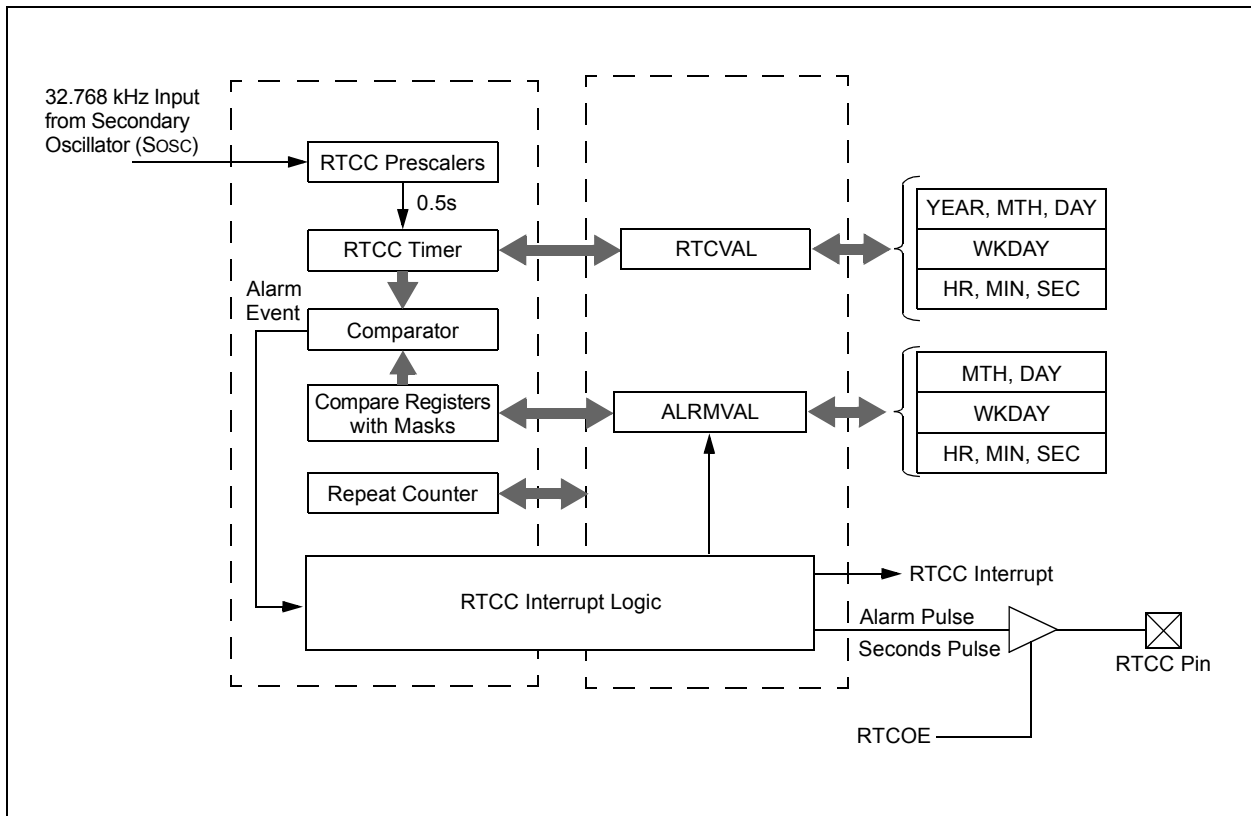 32.768 kHz Input
from Secondary
Oscillator (SOSC)
RTCC Prescalers
0.5s
RTCC Timer
RTCVAL
YEAR, MTH, DAY
WKDAY
HR, MIN, SEC
Alarm
Event
Comparator
Compare Registers
with Masks
ALRMVAL
MTH, DAY
WKDAY
HR, MIN, SEC
Repeat Counter
RTCC Interrupt Logic
RTCC Interrupt
Alarm Pulse
Seconds Pulse
RTCC Pin
RTCOE